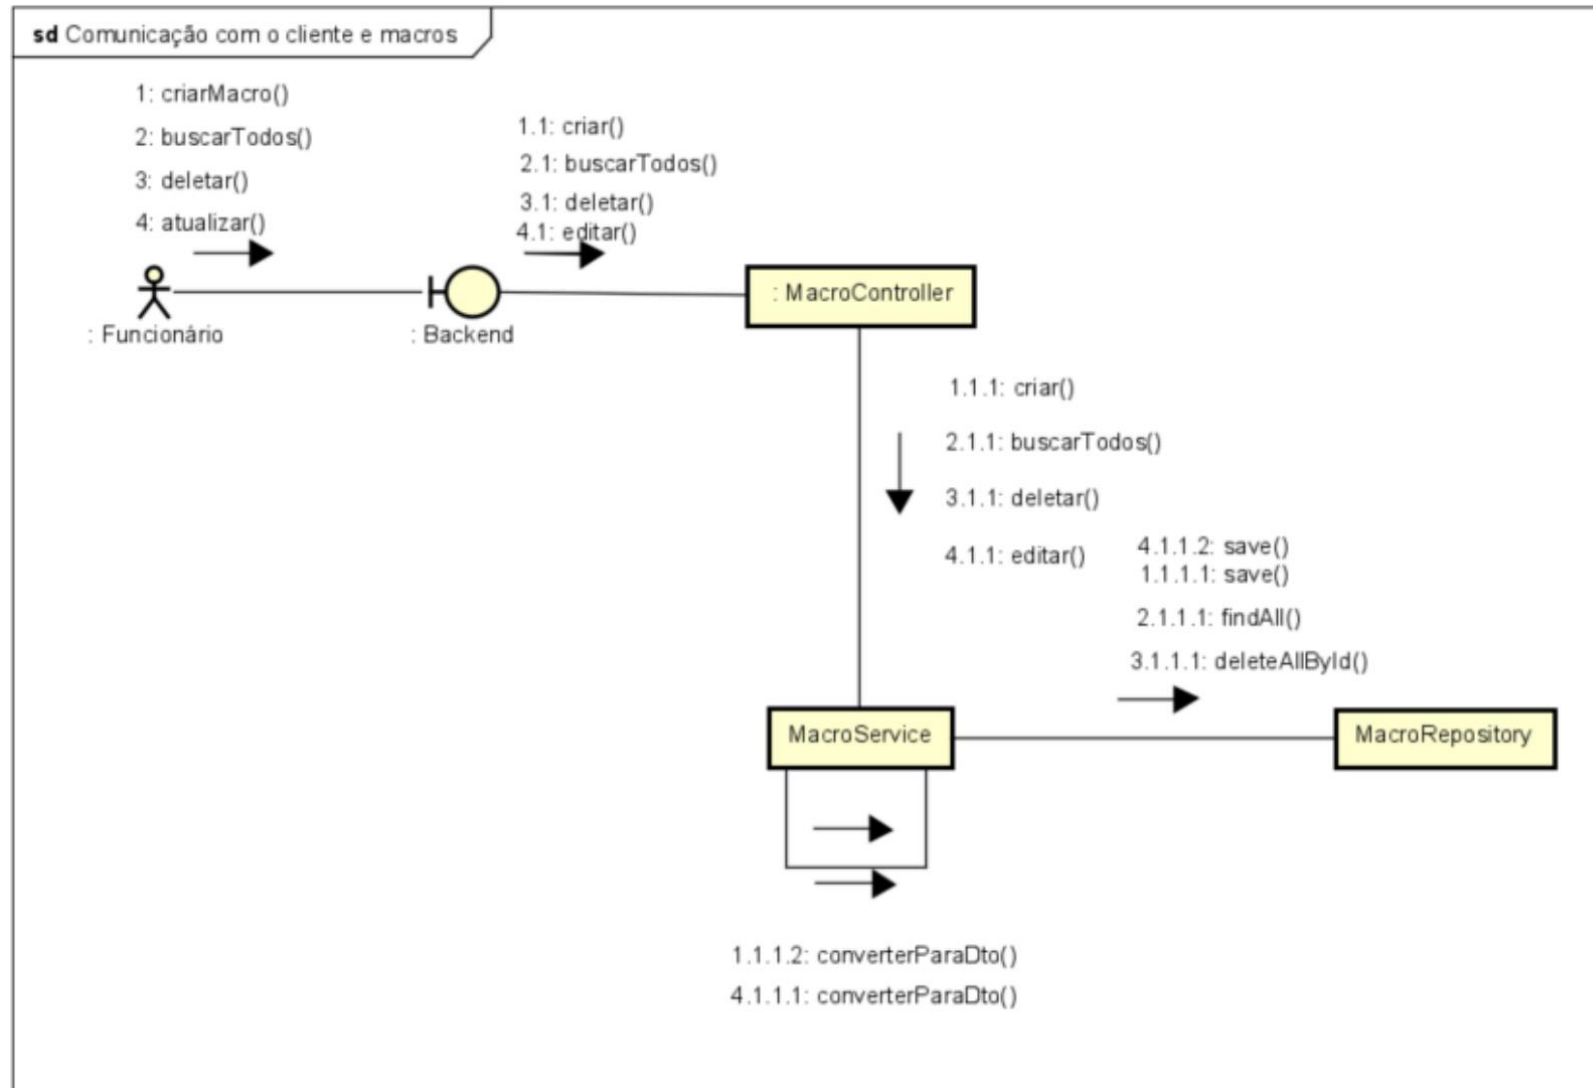 sd Comunicação com o cliente e macros
1: criarMacro()
2: buscarTodos()
3: deletar()
4: atualizar()
1.1: criar()
2.1: buscarTodos()
3.1: deletar()
4.1: editar()
: Funcionário
: Backend
: MacroController
1.1.1: criar()
2.1.1: buscarTodos()
3.1.1: deletar()
4.1.1: editar()
4.1.1.2: save()
1.1.1.1: save()
2.1.1.1: findAll()
3.1.1.1: deleteAllById()
MacroService
MacroRepository
1.1.1.2: converterParaDto()
4.1.1.1: converterParaDto()